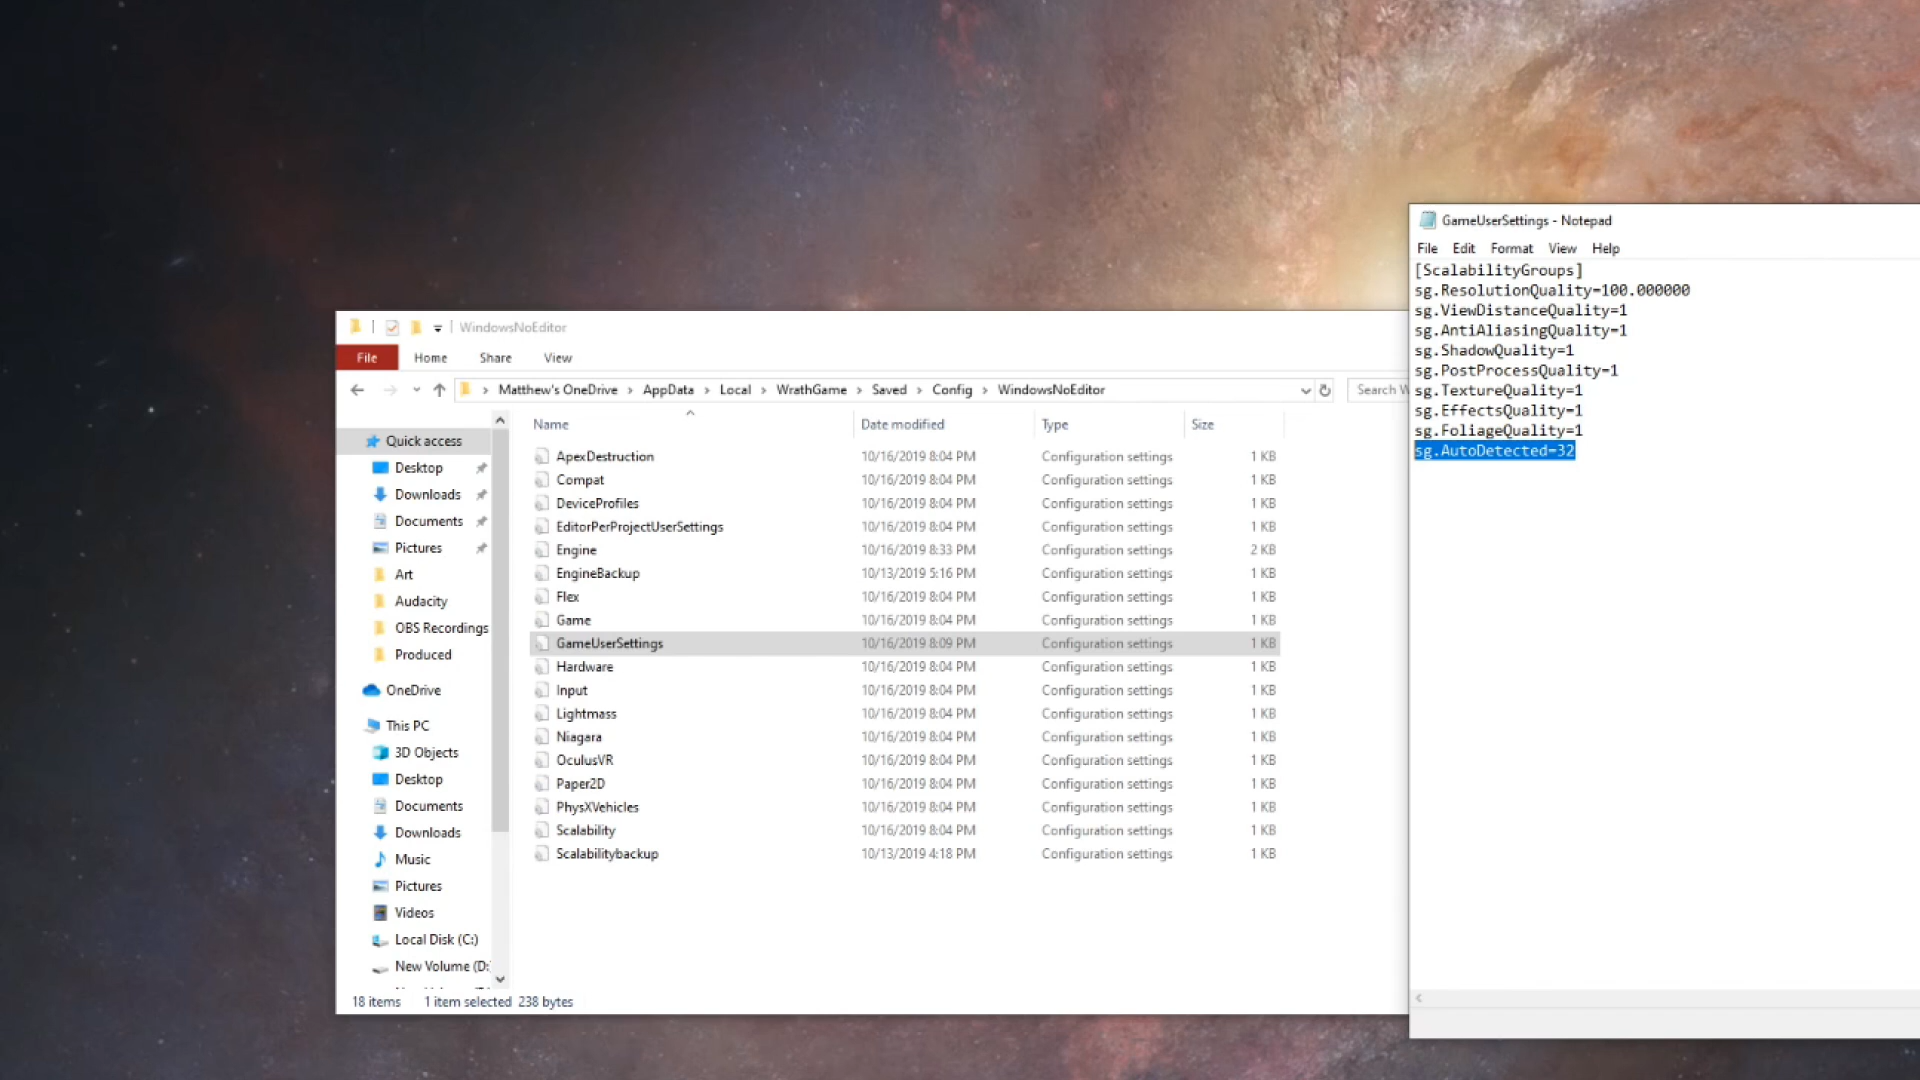 WindowsNoEditor
File Home Share View
Matthew's OneDrive > AppData > Local > WrathGame > Saved > Config > WindowsNoEditor
Search W
Quick access
Desktop
Downloads
Documents
Pictures
Art
Audacity
OBS Recordings
Produced
OneDrive
This PC
3D Objects
Desktop
Documents
Downloads
Music
Pictures
Videos
Local Disk (C:)
New Volume (D:
Name Date modified Type Size
ApexDestruction 10/16/2019 8:04 PM Configuration settings 1 KB
Compat 10/16/2019 8:04 PM Configuration settings 1 KB
DeviceProfiles 10/16/2019 8:04 PM Configuration settings 1 KB
EditorPerProjectUserSettings 10/16/2019 8:04 PM Configuration settings 1 KB
Engine 10/16/2019 8:33 PM Configuration settings 2 KB
EngineBackup 10/13/2019 5:16 PM Configuration settings 1 KB
Flex 10/16/2019 8:04 PM Configuration settings 1 KB
Game 10/16/2019 8:04 PM Configuration settings 1 KB
GameUserSettings 10/16/2019 8:09 PM Configuration settings 1 KB
Hardware 10/16/2019 8:04 PM Configuration settings 1 KB
Input 10/16/2019 8:04 PM Configuration settings 1 KB
Lightmass 10/16/2019 8:04 PM Configuration settings 1 KB
Niagara 10/16/2019 8:04 PM Configuration settings 1 KB
OculusVR 10/16/2019 8:04 PM Configuration settings 1 KB
Paper2D 10/16/2019 8:04 PM Configuration settings 1 KB
PhysXVehicles 10/16/2019 8:04 PM Configuration settings 1 KB
Scalability 10/16/2019 8:04 PM Configuration settings 1 KB
Scalabilitybackup 10/13/2019 4:18 PM Configuration settings 1 KB
18 items 1 item selected 238 bytes
GameUserSettings - Notepad
File Edit Format View Help
[ScalabilityGroups]
sg.ResolutionQuality=100.000000
sg.ViewDistanceQuality=1
sg.AntiAliasingQuality=1
sg.ShadowQuality=1
sg.PostProcessQuality=1
sg.TextureQuality=1
sg.EffectsQuality=1
sg.FoliageQuality=1
sg.AutoDetected=32